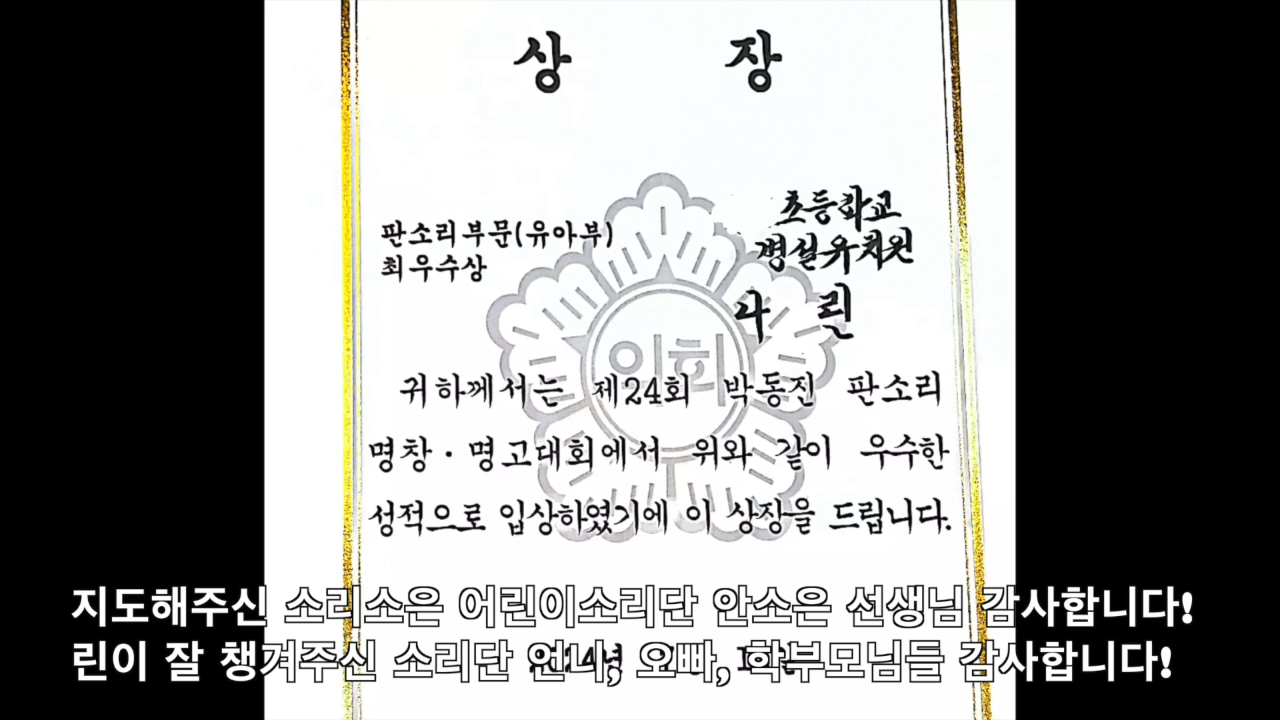 상 장
초등학교
판소리부문(유아부)
병설유치원
최우수상
린
의회
귀하께서는 제24회 박동진 판소리
명창·명고대회에서 위와 같이 우수한
성적으로 입상하였기에 이 상장을 드립니다.
지도해주신 소리소은 어린이소리단 안소은 선생님 감사합니다!
린이 잘 챙겨주신 소리단 언니, 오빠, 학부모님들 감사합니다!